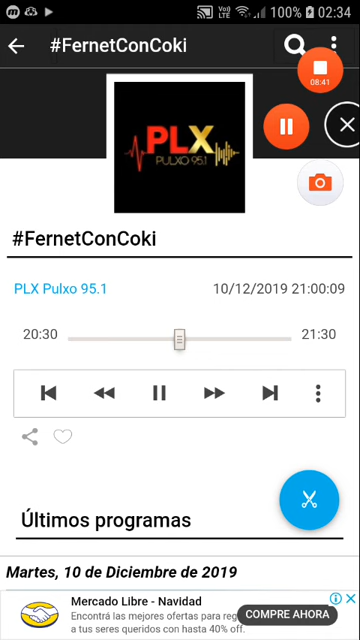 100% 02:34
#FernetConCoki
08:41
PLX
PULXO 95.1
#FernetConCoki
PLX Pulxo 95.1 10/12/2019 21:00:09
20:30 21:30
Últimos programas
Martes, 10 de Diciembre de 2019
Mercado Libre - Navidad
Encontrá las mejores ofertas para
a tus seres queridos con hasta 40% off.
COMPRE AHORA